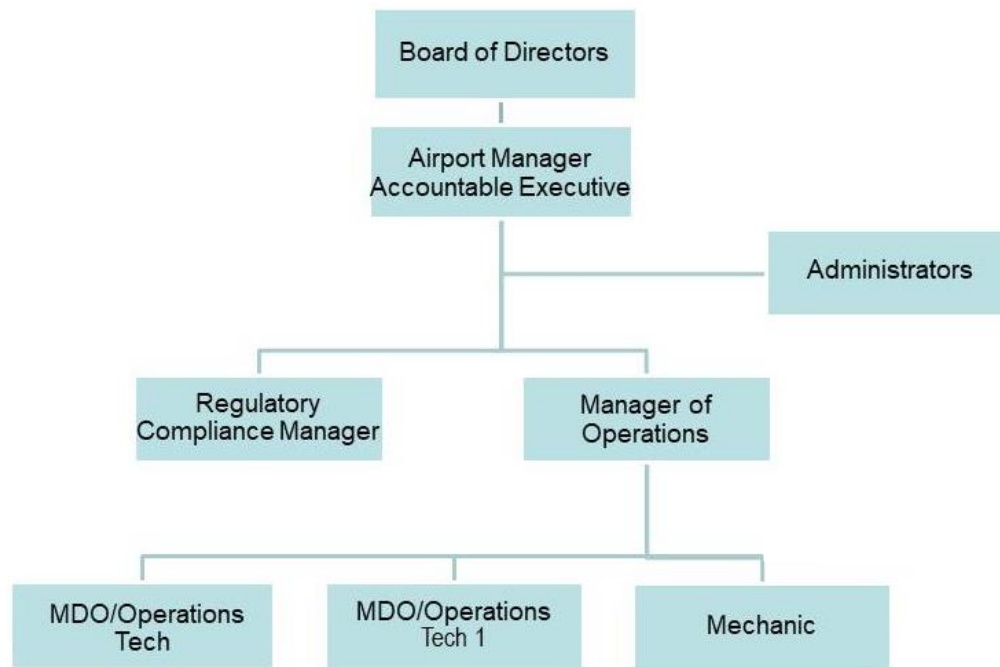 Board of Directors
Airport Manager
Accountable Executive
Administrators
Regulatory
Compliance Manager
Manager of
Operations
MDO/Operations
Tech
MDO/Operations
Tech 1
Mechanic